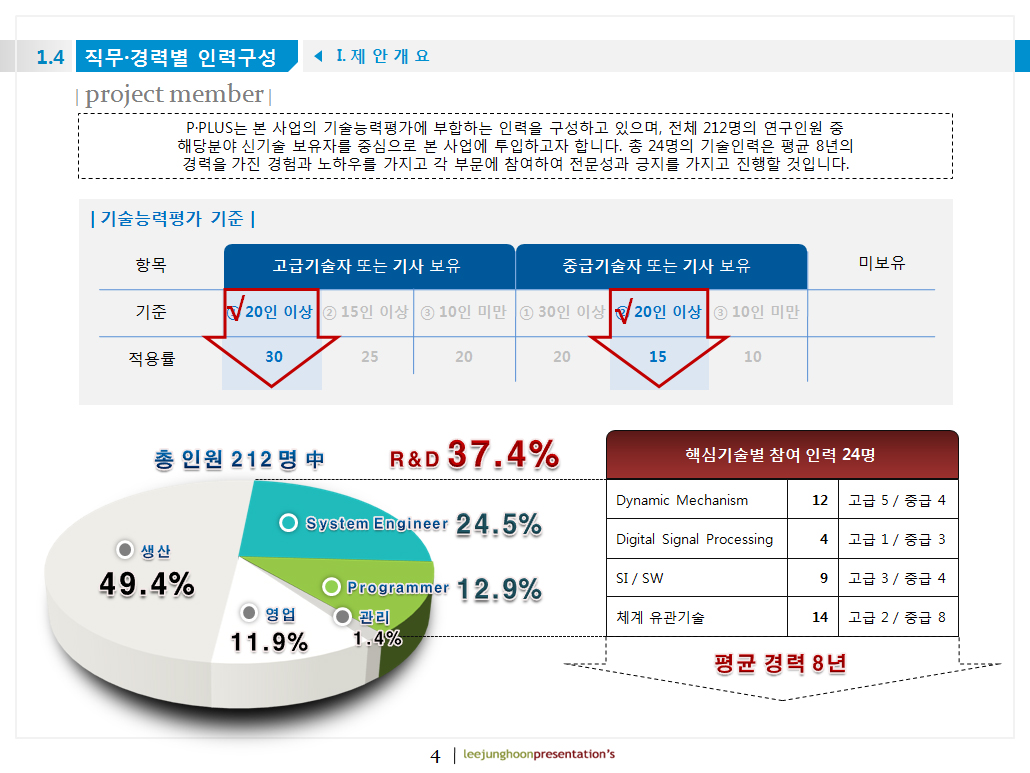 1.4 직무·경력별 인력구성 ◀ I. 제 안 개 요
| project member |
P·PLUS는 본 사업의 기술능력평가에 부합하는 인력을 구성하고 있으며, 전체 212명의 연구인원 중
해당분야 신기술 보유자를 중심으로 본 사업에 투입하고자 합니다. 총 24명의 기술인력은 평균 8년의
경력을 가진 경험과 노하우를 가지고 각 부문에 참여하여 전문성과 긍지를 가지고 진행할 것입니다.
| 기술능력평가 기준 |
항목 고급기술자 또는 기사 보유 중급기술자 또는 기사 보유 미보유
기준 ① 20인 이상 ② 15인 이상 ③ 10인 미만 ① 30인 이상 ② 20인 이상 ③ 10인 미만
적용률 30 25 20 20 15 10
총 인원 212 명 中 R&D 37.4%
System Engineer 24.5%
Programmer 12.9%
생산
49.4%
영업
11.9%
관리
1.4%
핵심기술별 참여 인력 24명
Dynamic Mechanism 12 고급 5 / 중급 4
Digital Signal Processing 4 고급 1 / 중급 3
SI / SW 9 고급 3 / 중급 4
체계 유관기술 14 고급 2 / 중급 8
평균 경력 8년
4 | leejunghoonpresentation's